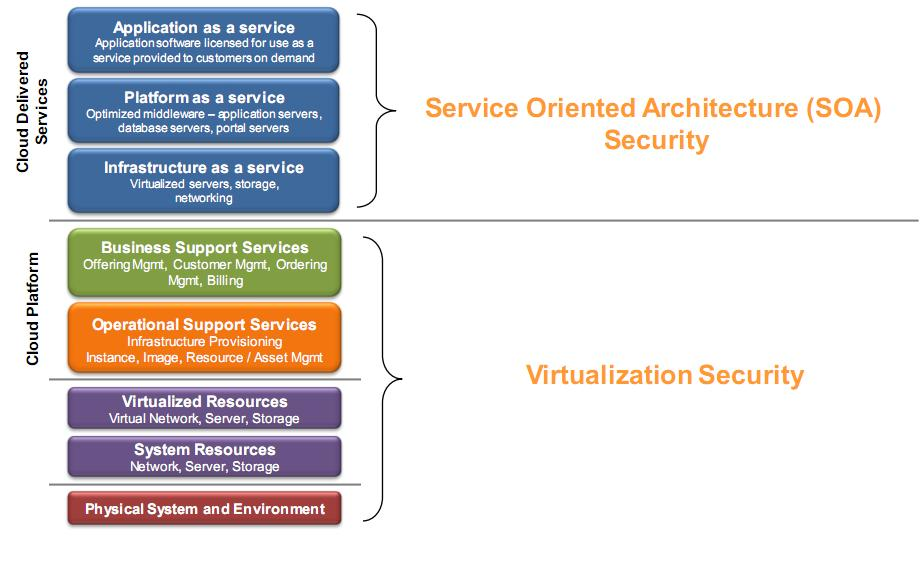 Cloud Delivered
Servdices
Application as a service
Application software licensed for use as a
service provided to customers on demand
Platform as a service
Optimized middleware – application servers,
database servers, portal servers
Infrastructure as a service
Virtualized servers, storage,
networking
Service Oriented Architecture (SOA)
Security
Cloud Platform
Business Support Services
Offering Mgmt, Customer Mgmt, Ordering
Mgmt, Billing
Operational Support Services
Infrastructure Provisioning
Instance, Image, Resource / Asset Mgmt
Virtualized Resources
Virtual Network, Server, Storage
System Resources
Network, Server, Storage
Physical System and Environment
Virtualization Security